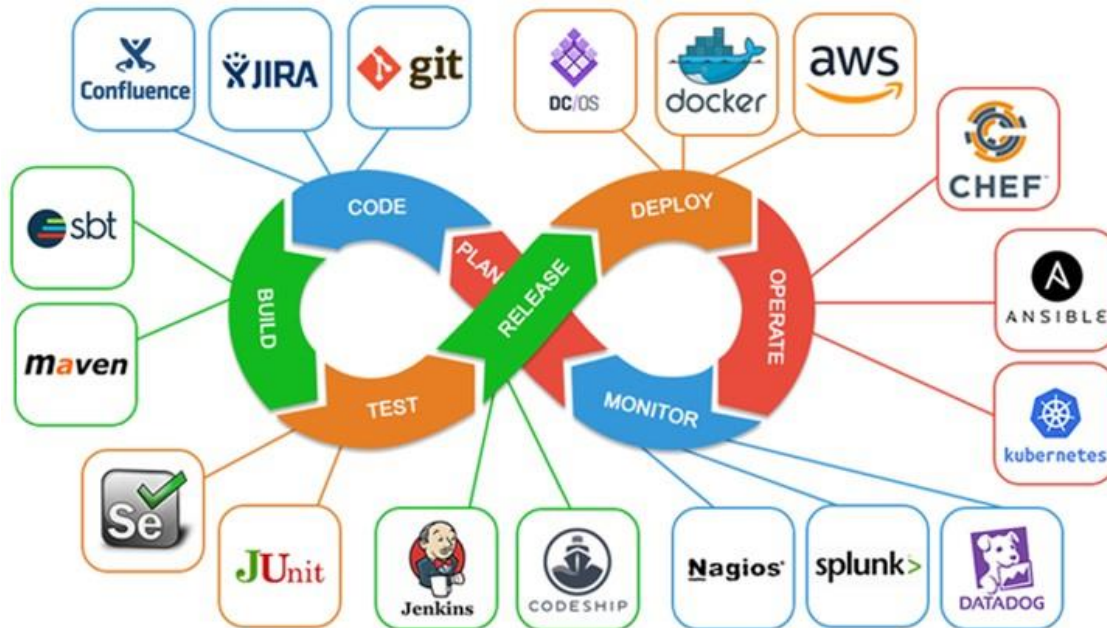 Confluence
JIRA
git
DC/OS
docker
aws
CHEF™
sbt
maven
CODE
PLAN
RELEASE
DEPLOY
BUILD
OPERATE
TEST
MONITOR
ANSIBLE
kubernetes
Se
JUnit
Jenkins
CODESHIP
Nagios®
splunk>
DATADOG